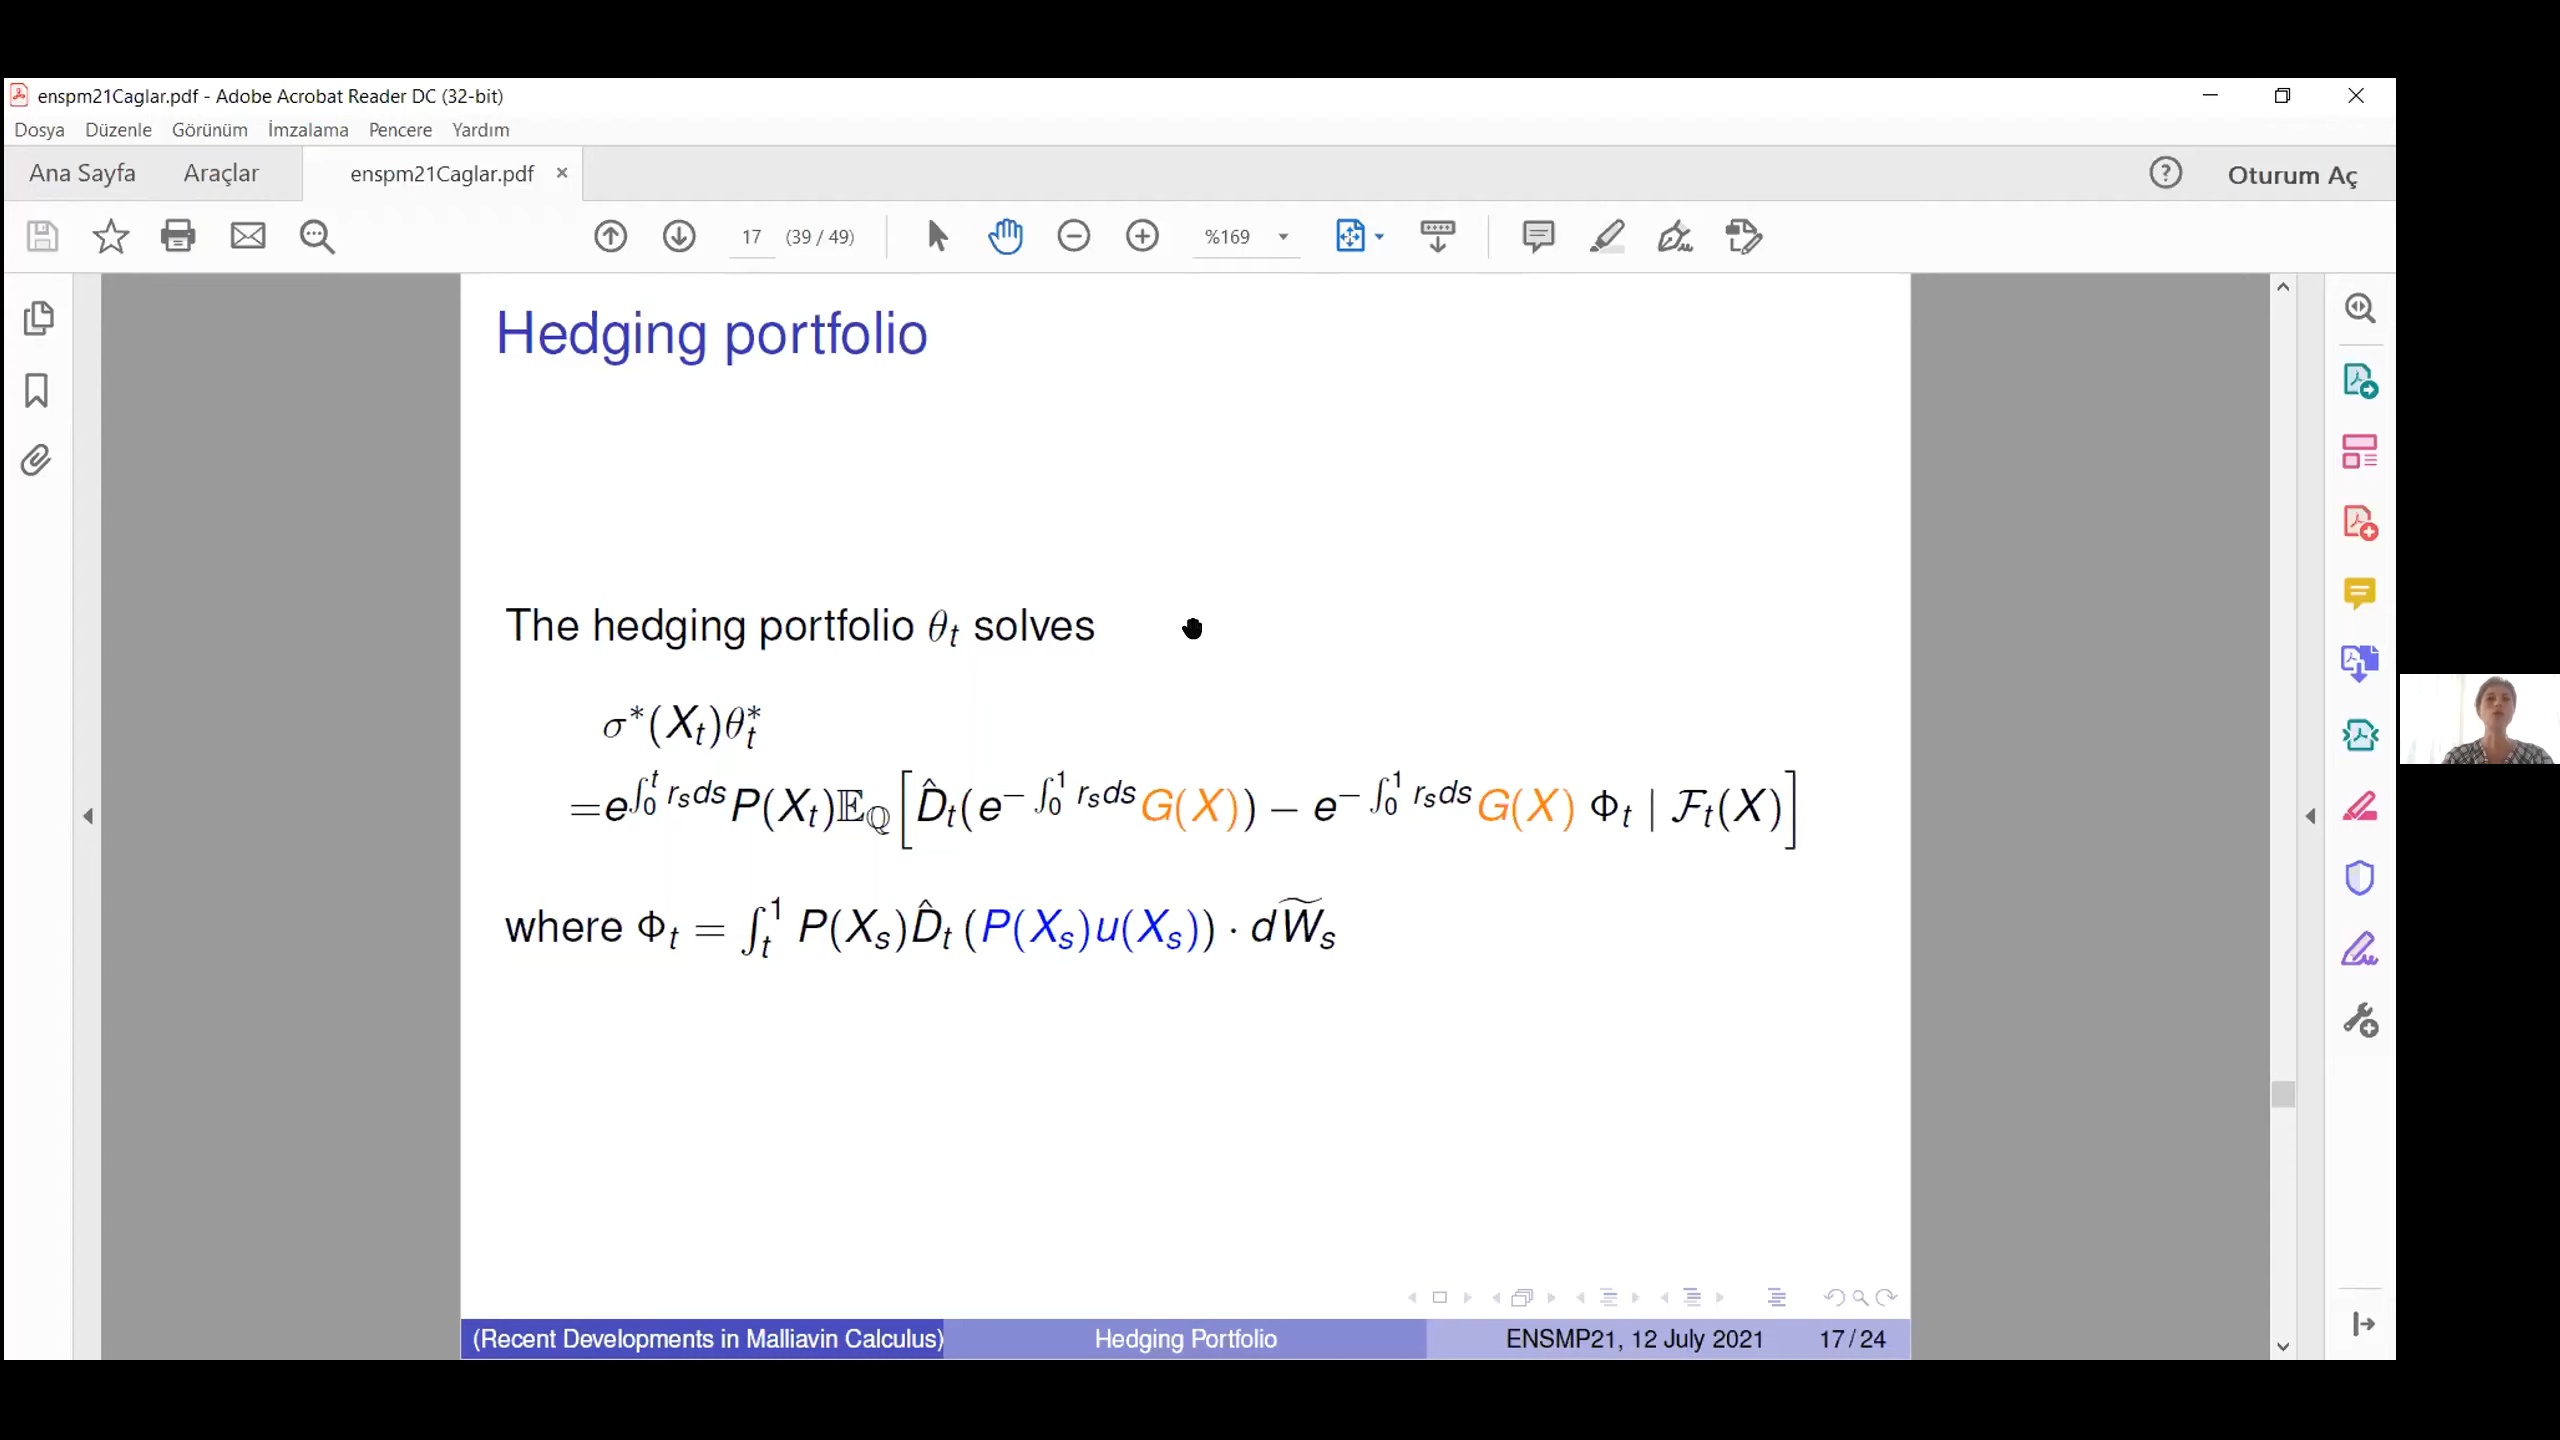 enspm21Caglar.pdf - Adobe Acrobat Reader DC (32-bit)
Dosya Düzenle Görünüm İmzalama Pencere Yardım
Ana Sayfa Araçlar enspm21Caglar.pdf × Oturum Aç
17 (39 / 49) %169
Hedging portfolio
The hedging portfolio θ_t solves
σ*(X_t)θ_t^*
=e^{∫_0^t r_s ds} P(X_t)𝔼_ℚ[D̂_t(e^{−∫_0^1 r_s ds} G(X)) − e^{−∫_0^1 r_s ds} G(X) Φ_t | ℱ_t(X)]
where Φ_t = ∫_t^1 P(X_s)D̂_t (P(X_s)u(X_s)) · dW̃_s
(Recent Developments in Malliavin Calculus) Hedging Portfolio ENSMP21, 12 July 2021 17 / 24